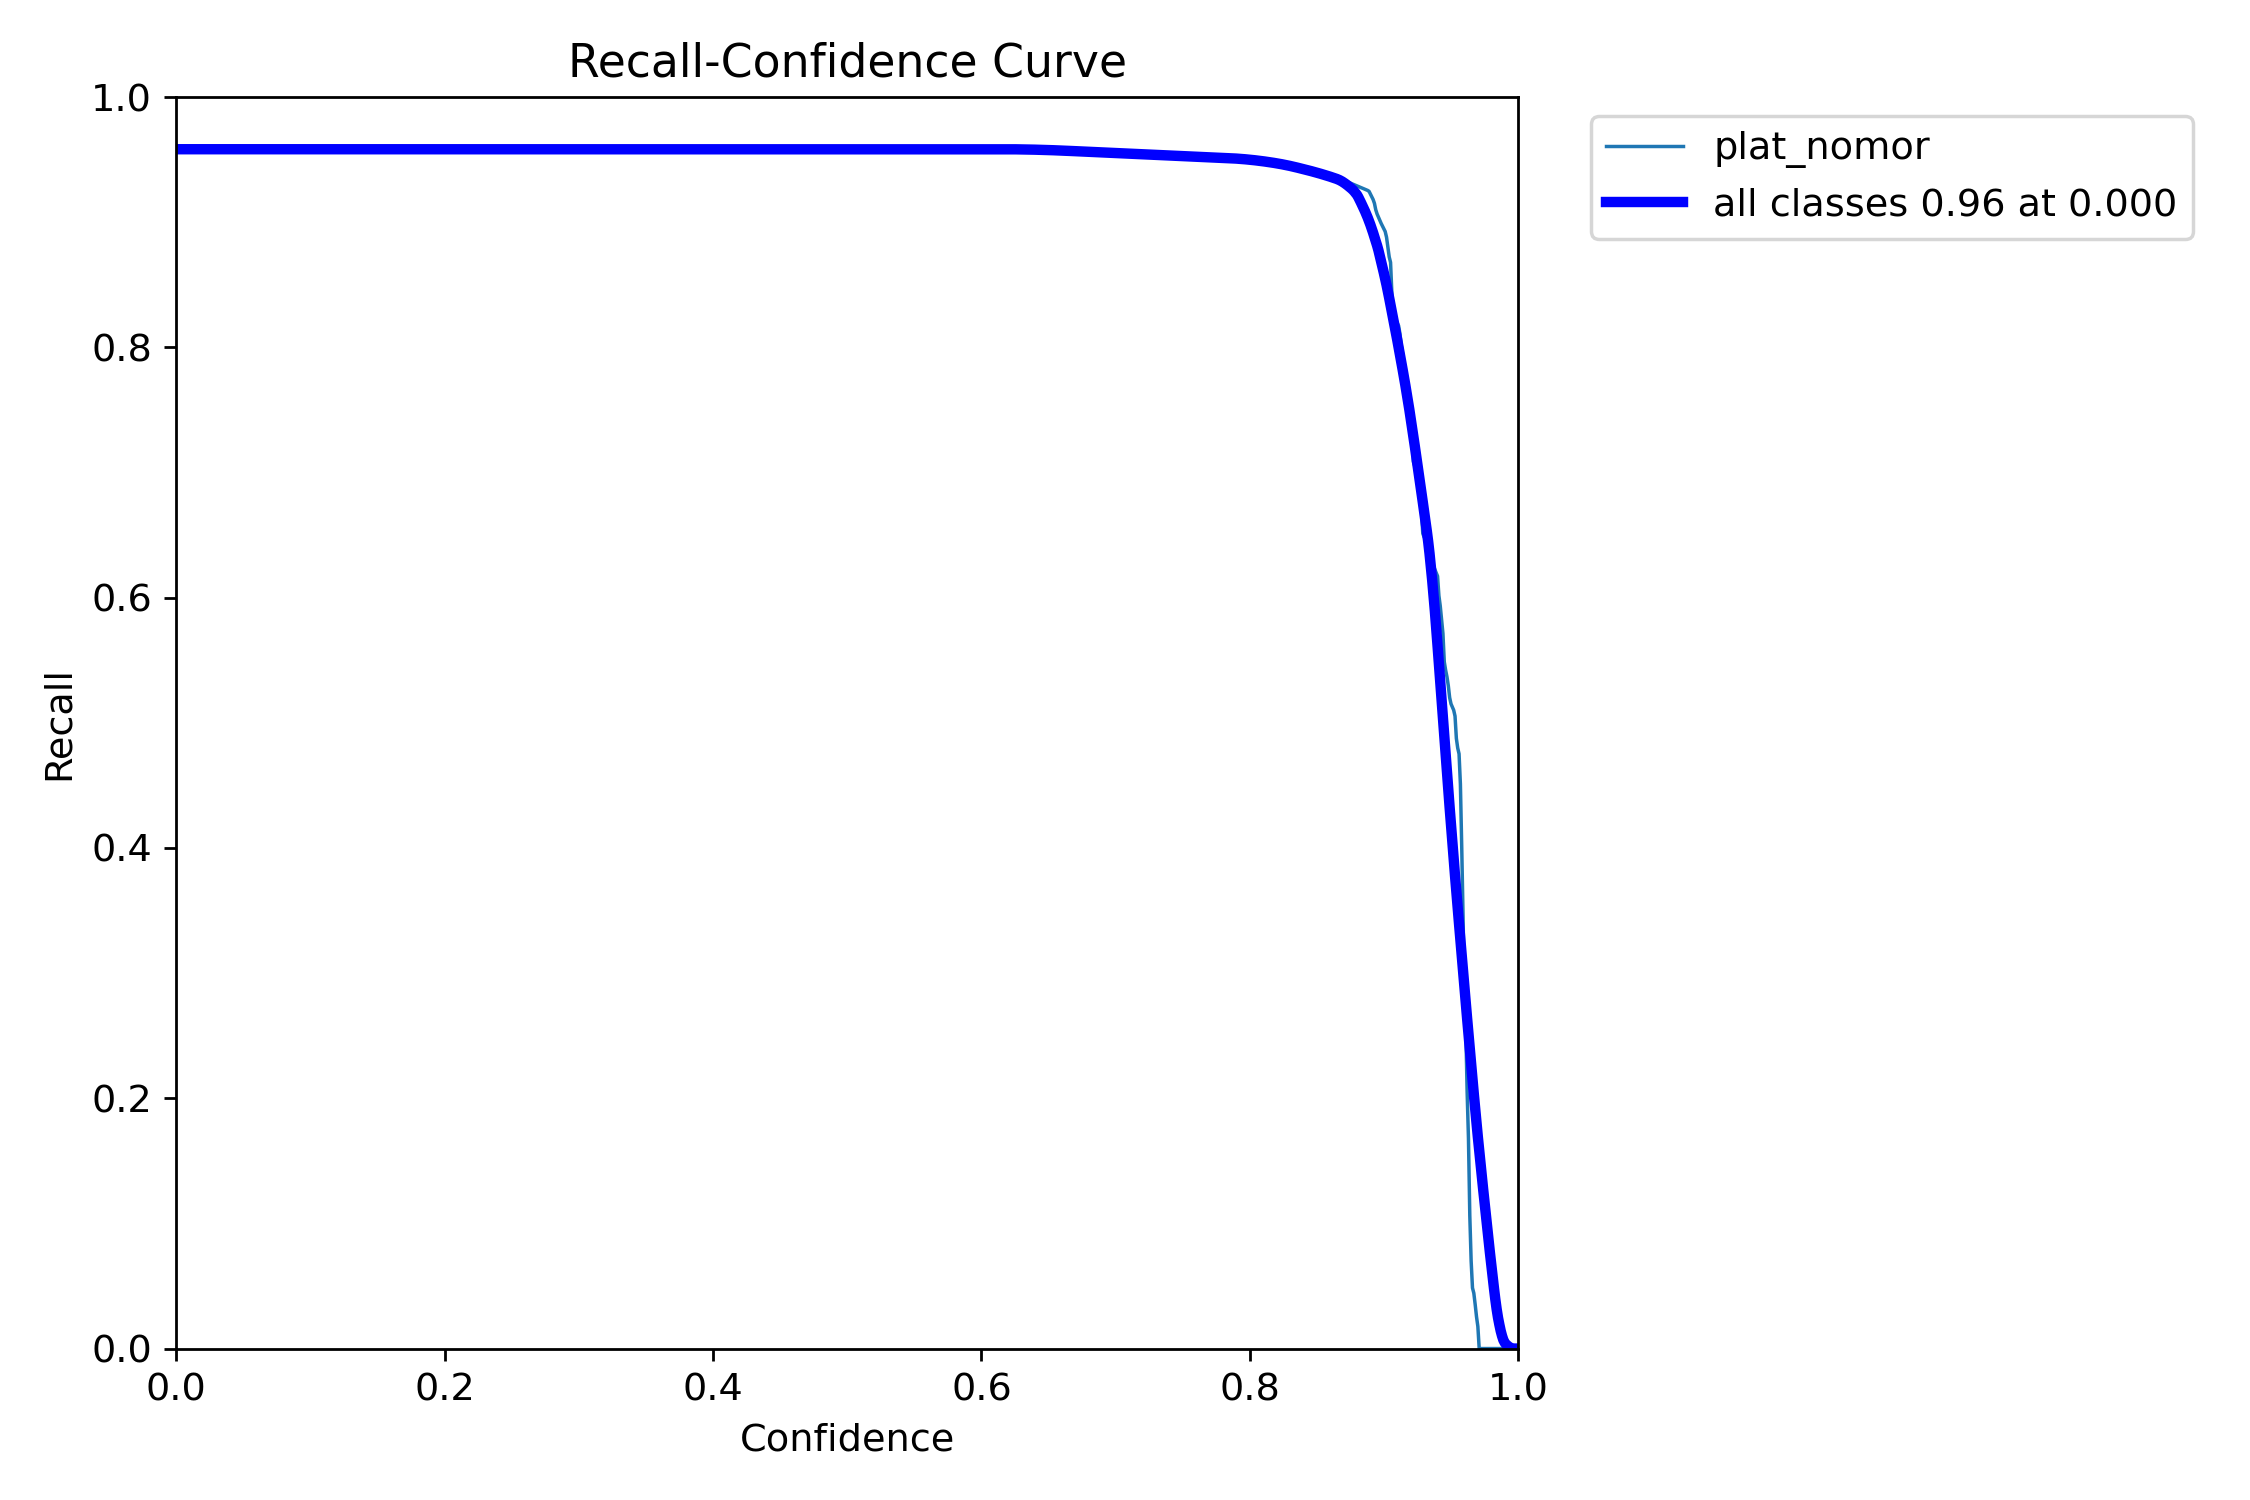 Recall-Confidence Curve
1.0
0.8
0.6
0.4
0.2
0.0
Recall
0.0 0.2 0.4 0.6 0.8 1.0
Confidence
plat_nomor
all classes 0.96 at 0.000